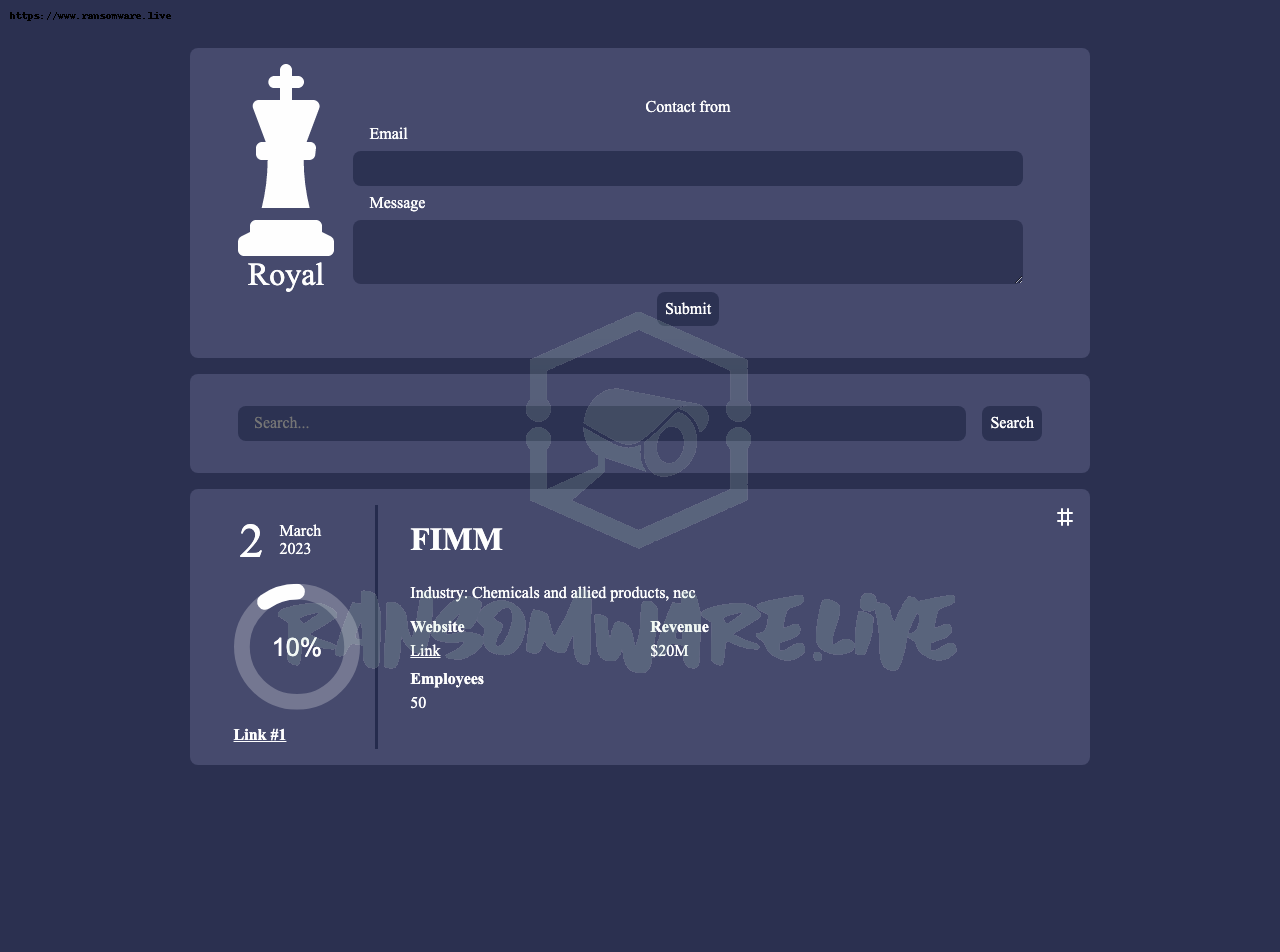 https://www.ransomware.live
Contact from
Email
Message
Royal
Submit
Search...
Search
2
March
2023
FIMM
#
Industry: Chemicals and allied products, nec
RANSOMWARE.LIVE
Website
Revenue
10%
Link
$20M
Employees
50
Link #1